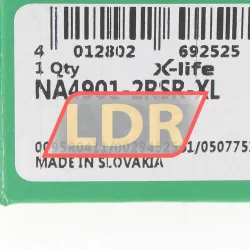 4 012802 692525
1 Qty X-life
NA4901-2RSR-XL
LDR
MADE IN SLOVAKIA